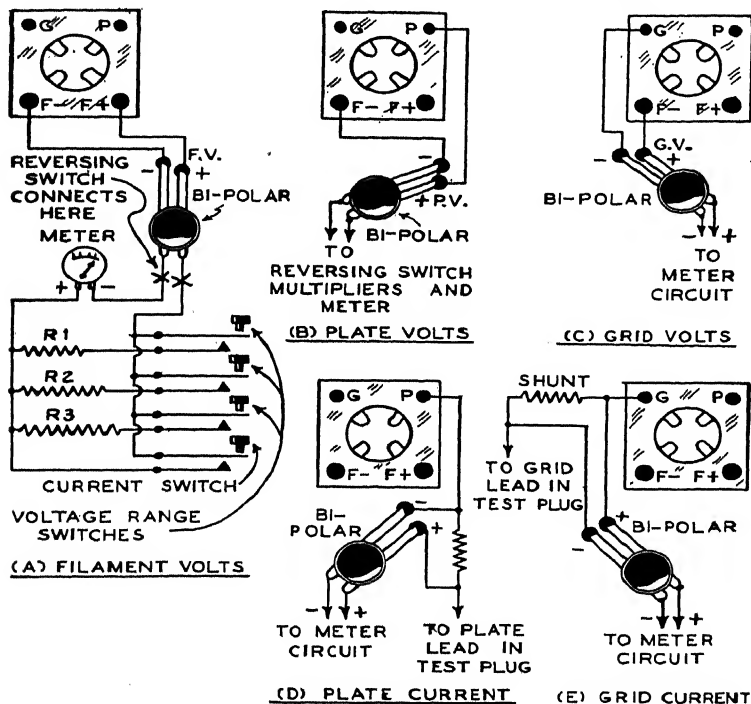 G P
F- F+
F.V.
- +
REVERSING
SWITCH
CONNECTS
HERE
BI-POLAR
METER
+ -
R1
R2
R3
CURRENT SWITCH
VOLTAGE RANGE
SWITCHES
(A) FILAMENT VOLTS
G P
F- F+
-
+ P.V.
BI-POLAR
TO
REVERSING SWITCH
MULTIPLIERS AND
METER
(B) PLATE VOLTS
G P
F- F+
G.V.
- +
BI-POLAR
- +
TO
METER
CIRCUIT
(C) GRID VOLTS
G P
F- F+
BI-
POLAR
-
+
- +
TO METER
CIRCUIT
TO PLATE
LEAD IN
TEST PLUG
(D) PLATE CURRENT
SHUNT
G P
F- F+
TO GRID
LEAD IN
TEST PLUG
+
-
BI-POLAR
- +
TO METER
CIRCUIT
(E) GRID CURRENT